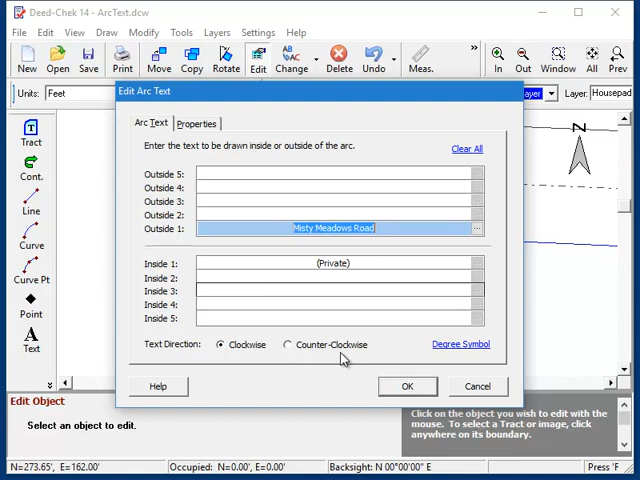 Deed-Chek 14 - ArcText.dcw
File Edit View Draw Modify Tools Layers Settings Help
New Open Save Print Move Copy Rotate Edit Change Delete Undo Meas. In Out Window All Prev
Units: Feet
Layer: Housepad
Edit Arc Text
Arc Text Properties
Enter the text to be drawn inside or outside of the arc.
Clear All
Outside 5:
Outside 4:
Outside 3:
Outside 2:
Outside 1: Misty Meadows Road
Inside 1: (Private)
Inside 2:
Inside 3:
Inside 4:
Inside 5:
Text Direction: Clockwise Counter-Clockwise Degree Symbol
Help OK Cancel
Tract
Cont.
Line
Curve
Curve Pt
Point
Text
N
Edit Object
Select an object to edit.
Click on the object you wish to edit with the
mouse. To select a Tract or image, click
anywhere on its boundary.
N=273.65', E=162.00' Occupied: N=0.00', E=0.00' Backsight: N 00°00'00" E Press 'F